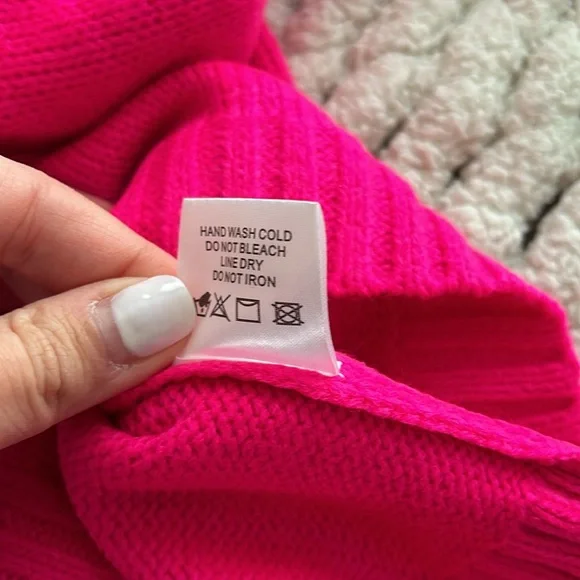 HAND WASH COLD
DO NOT BLEACH
LINE DRY
DO NOT IRON